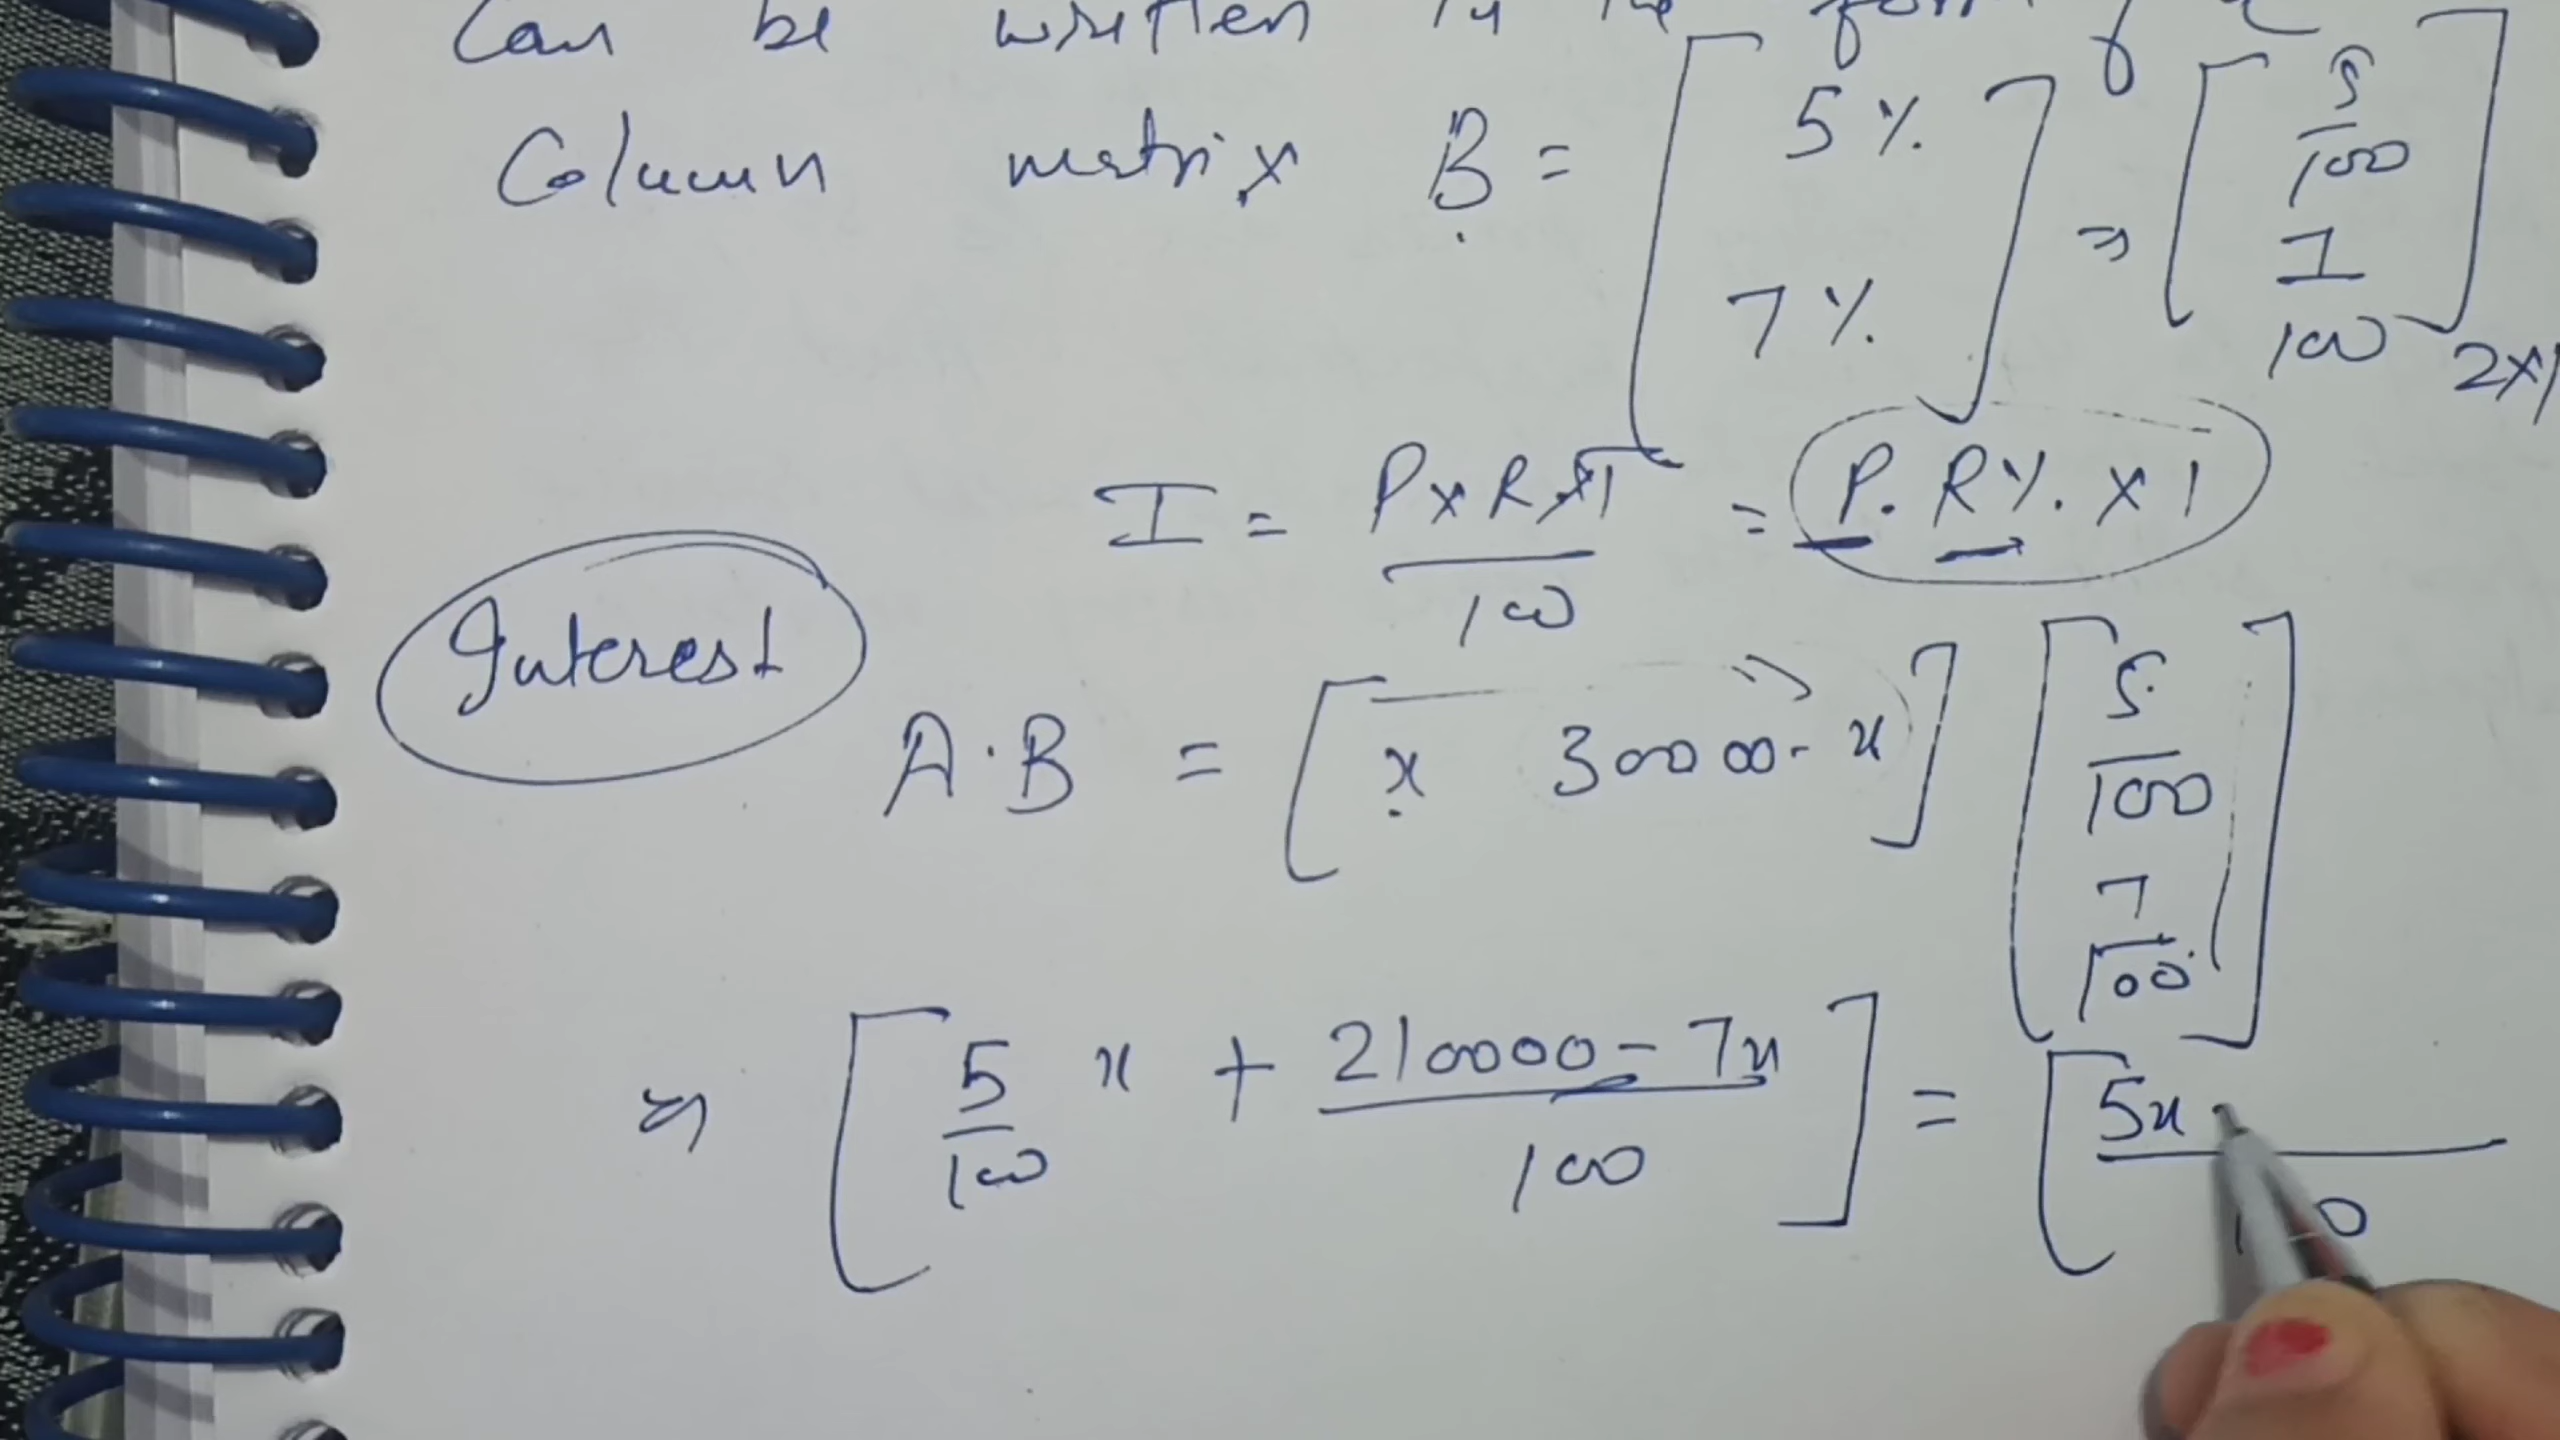 Can be written in the form of a
Column matrix B = [ 5% 7% ] ⇒ [ 5/100 7/100 ] 2×1
I = P×R×1/100 = P. R%. × 1
Interest
A·B = [ x 30000-x ] [ 5/100 7/100 ]
⇒ [ 5/100 x + 210000-7x/100 ] = [ 5x